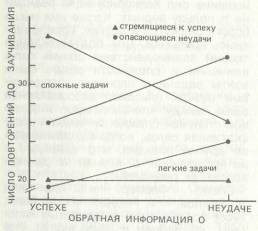 ЧИСЛО ПОВТОРЕНИЙ ДО ЗАУЧИВАНИЯ
стремящиеся к успеху
опасающиеся неудачи
30
сложные задачи
легкие задачи
20
УСПЕХЕ
НЕУДАЧЕ
ОБРАТНАЯ ИНФОРМАЦИЯ О